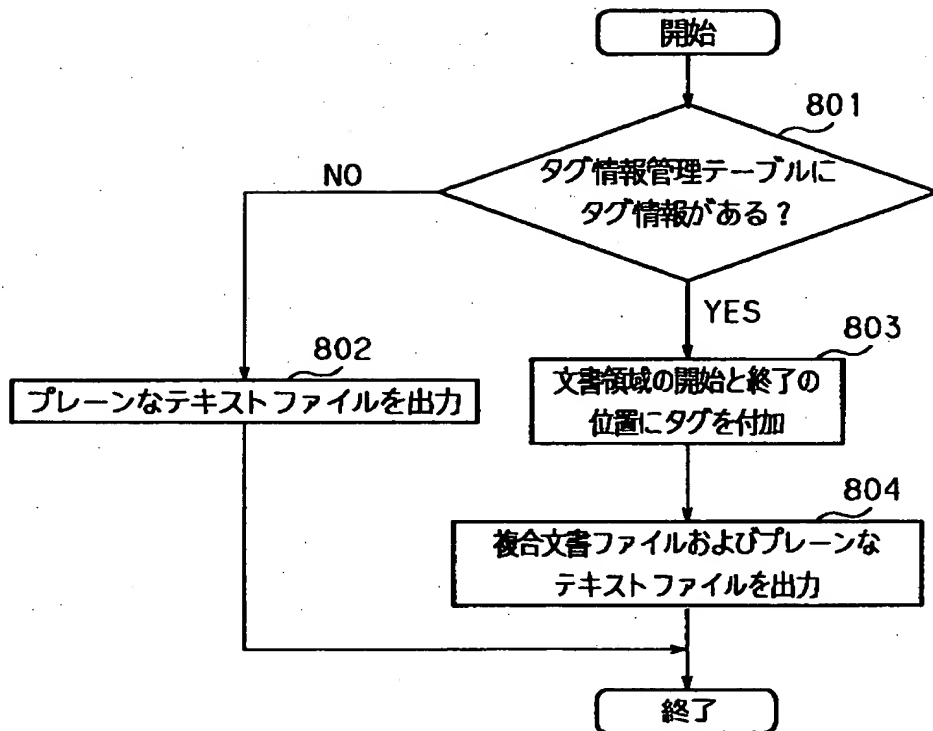 開始
801
タグ情報管理テーブルに
タグ情報がある?
NO
YES
802
プレーンなテキストファイルを出力
803
文書領域の開始と終了の
位置にタグを付加
804
複合文書ファイルおよびプレーンな
テキストファイルを出力
終了